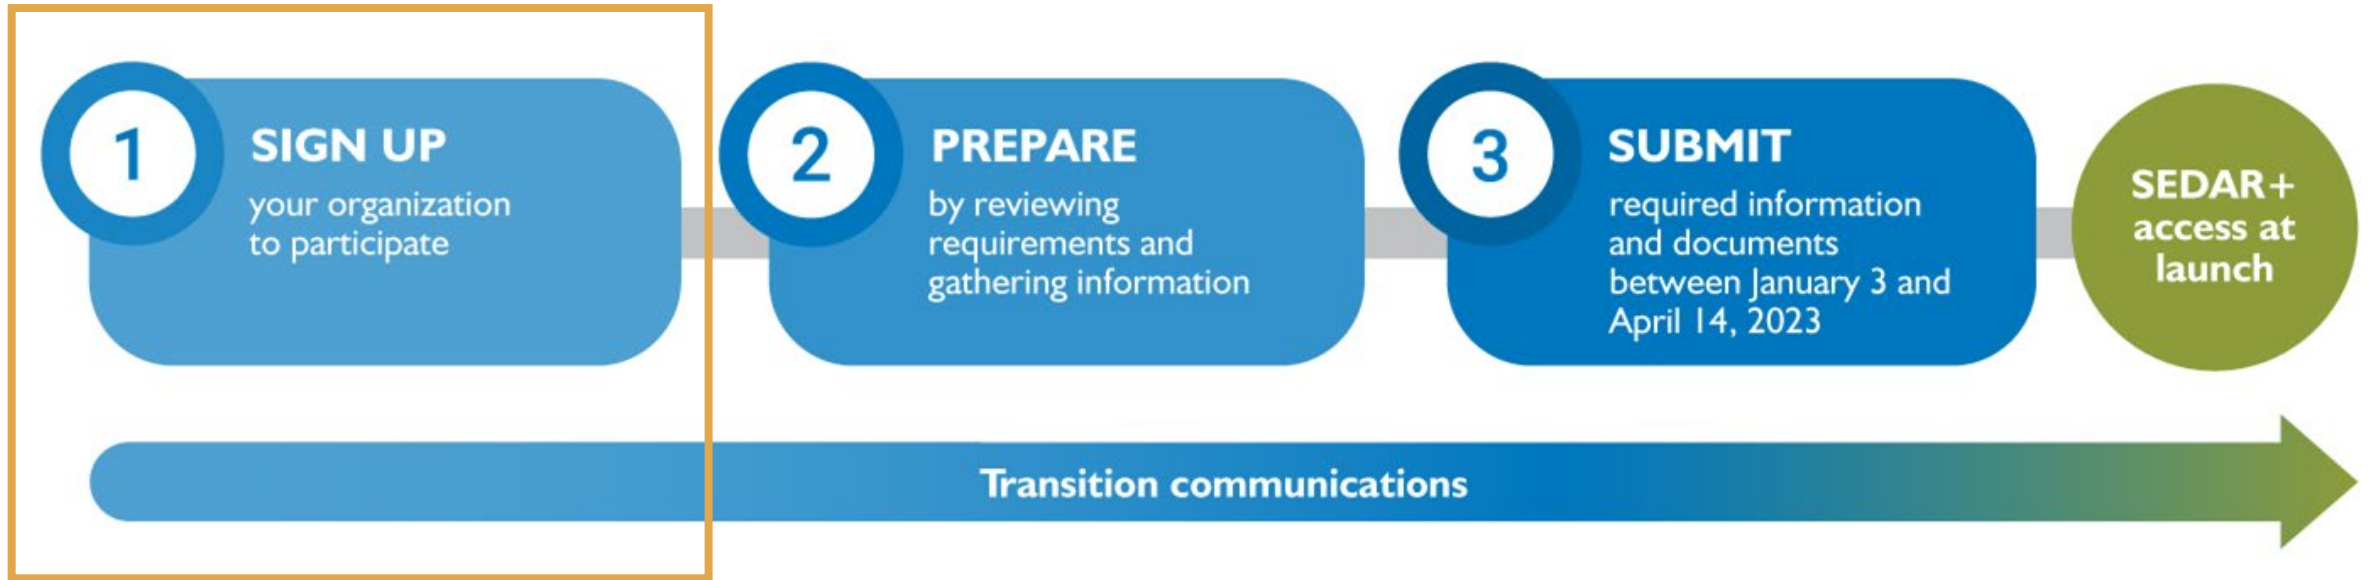 1
SIGN UP
your organization
to participate
2
PREPARE
by reviewing
requirements and
gathering information
3
SUBMIT
required information
and documents
between January 3 and
April 14, 2023
SEDAR+
access at
launch
Transition communications